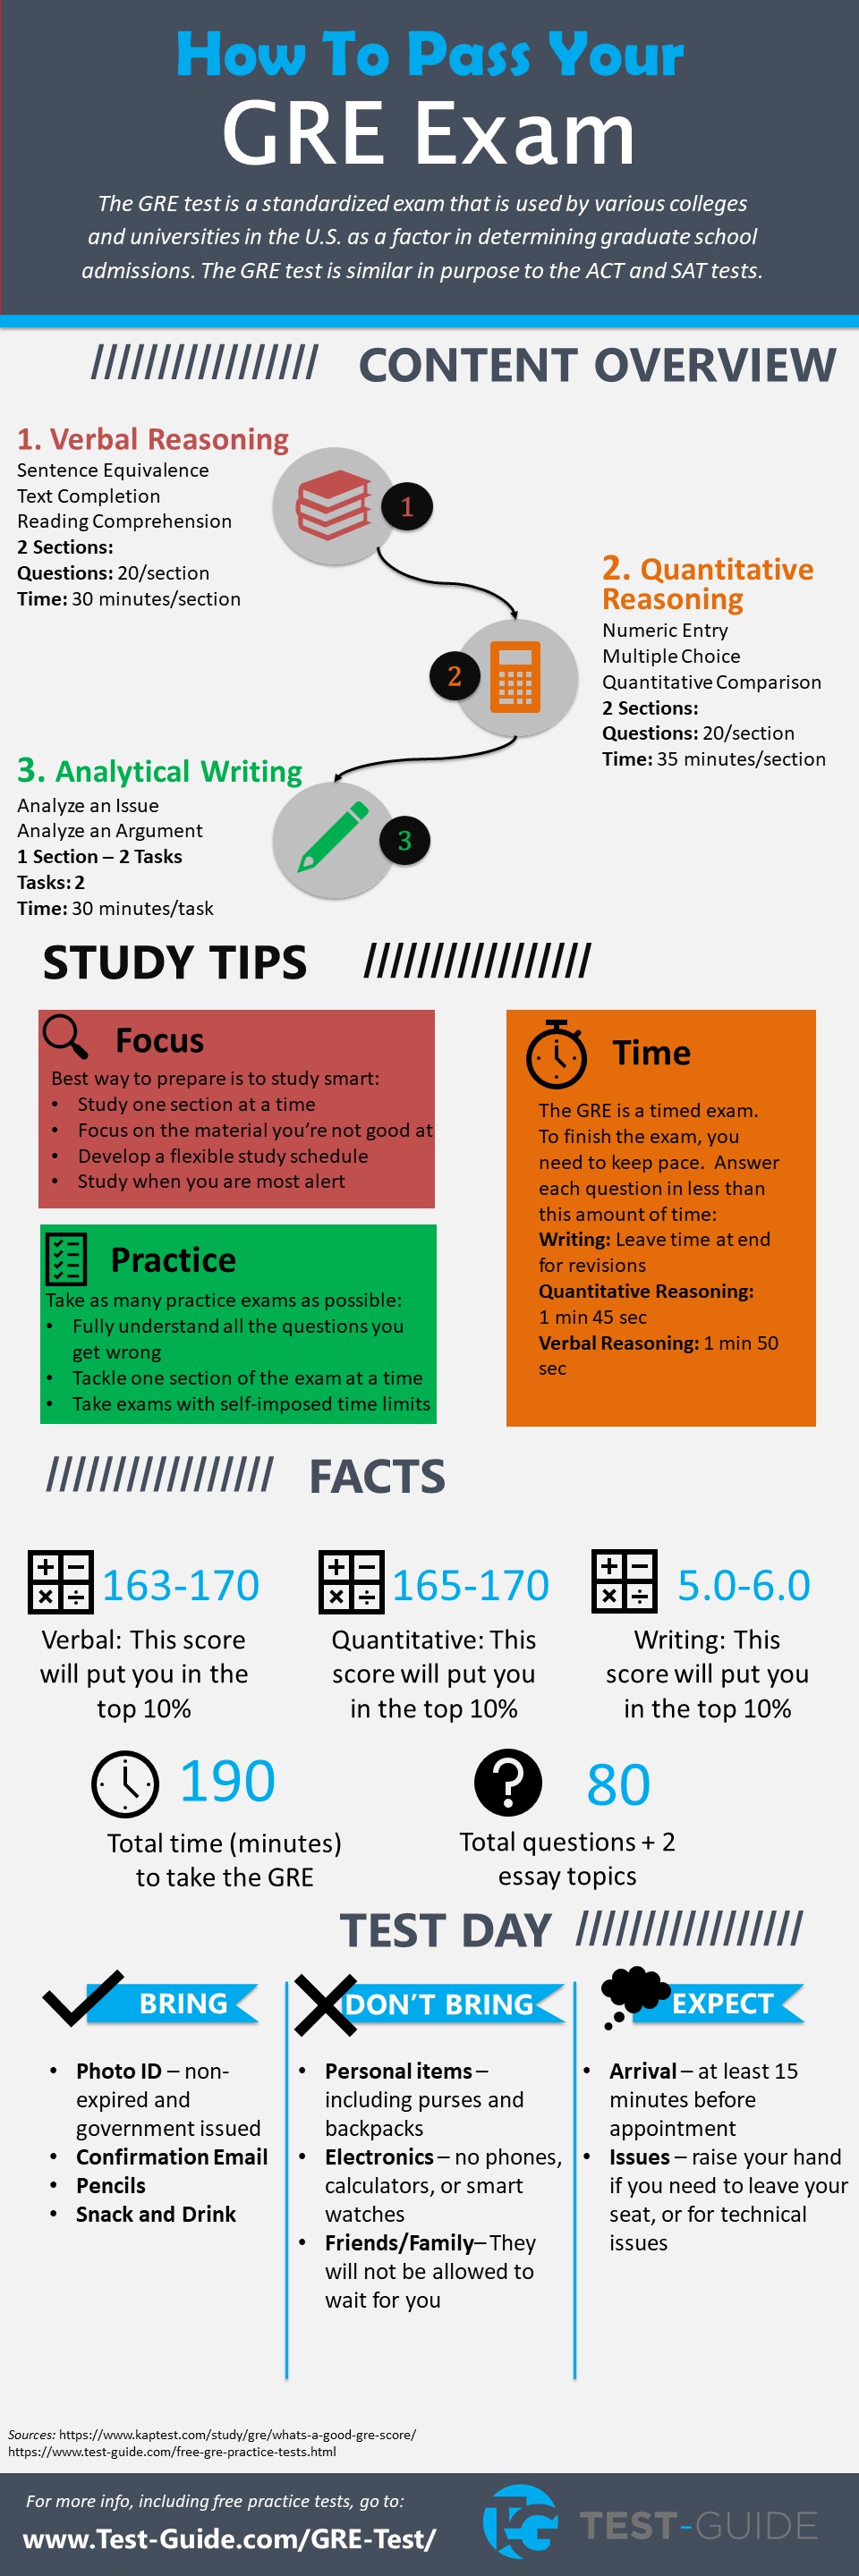 How To Pass Your
GRE Exam
The GRE test is a standardized exam that is used by various colleges
and universities in the U.S. as a factor in determining graduate school
admissions. The GRE test is similar in purpose to the ACT and SAT tests.
CONTENT OVERVIEW
1. Verbal Reasoning
Sentence Equivalence
Text Completion
Reading Comprehension
2 Sections:
Questions: 20/section
Time: 30 minutes/section
1
2. Quantitative
Reasoning
Numeric Entry
Multiple Choice
Quantitative Comparison
2 Sections:
Questions: 20/section
Time: 35 minutes/section
2
3. Analytical Writing
Analyze an Issue
Analyze an Argument
1 Section – 2 Tasks
Tasks: 2
Time: 30 minutes/task
3
STUDY TIPS
Focus
Best way to prepare is to study smart:
• Study one section at a time
• Focus on the material you’re not good at
• Develop a flexible study schedule
• Study when you are most alert
Practice
Take as many practice exams as possible:
• Fully understand all the questions you
get wrong
• Tackle one section of the exam at a time
• Take exams with self-imposed time limits
Time
The GRE is a timed exam.
To finish the exam, you
need to keep pace. Answer
each question in less than
this amount of time:
Writing: Leave time at end
for revisions
Quantitative Reasoning:
1 min 45 sec
Verbal Reasoning: 1 min 50
sec
FACTS
163-170
Verbal: This score
will put you in the
top 10%
165-170
Quantitative: This
score will put you
in the top 10%
5.0-6.0
Writing: This
score will put you
in the top 10%
190
Total time (minutes)
to take the GRE
80
Total questions + 2
essay topics
TEST DAY
BRING
• Photo ID – non-
expired and
government issued
• Confirmation Email
• Pencils
• Snack and Drink
DON’T BRING
• Personal items –
including purses and
backpacks
• Electronics – no phones,
calculators, or smart
watches
• Friends/Family– They
will not be allowed to
wait for you
EXPECT
• Arrival – at least 15
minutes before
appointment
• Issues – raise your hand
if you need to leave your
seat, or for technical
issues
Sources: https://www.kaptest.com/study/gre/whats-a-good-gre-score/
https://www.test-guide.com/free-gre-practice-tests.html
For more info, including free practice tests, go to:
www.Test-Guide.com/GRE-Test/
TEST-GUIDE